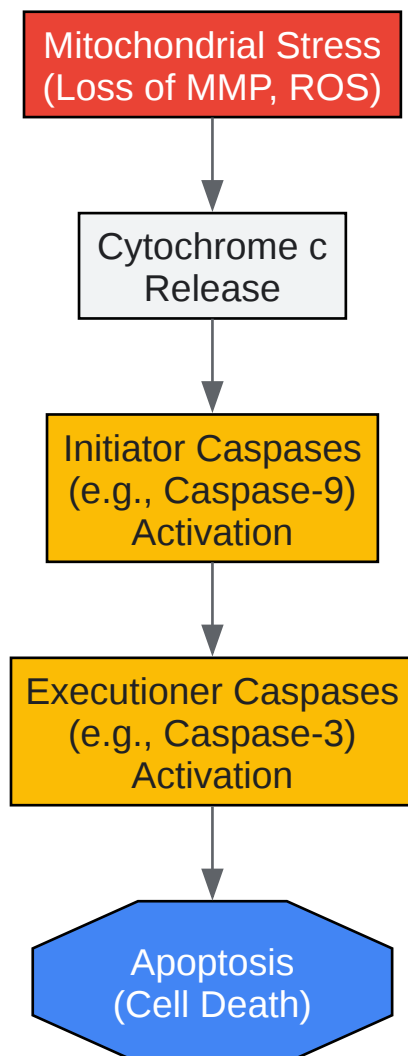 Mitochondrial Stress
(Loss of MMP, ROS)
Cytochrome c
Release
Initiator Caspases
(e.g., Caspase-9)
Activation
Executioner Caspases
(e.g., Caspase-3)
Activation
Apoptosis
(Cell Death)